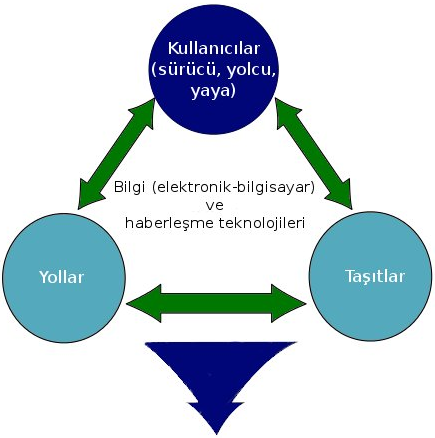 Kullanıcılar
(sürücü, yolcu,
yaya)
Bilgi (elektronik-bilgisayar)
ve
haberleşme teknolojileri
Yollar
Taşıtlar